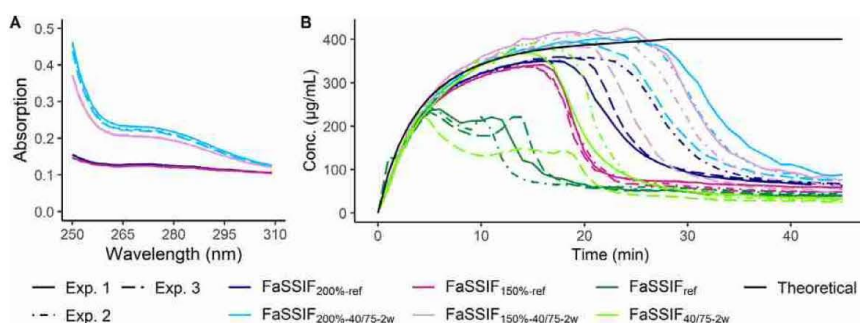 A
B
0.5
0.4
0.3
0.2
0.1
0.0
Absorption
250
265
280
295
310
Wavelength (nm)
400
300
200
100
0
Conc. (µg/mL)
0
10
20
30
40
Time (min)
Exp. 1
Exp. 3
FaSSIF200%-ref
FaSSIF150%-ref
FaSSIFref
Theoretical
Exp. 2
FaSSIF200%-40/75-2w
FaSSIF150%-40/75-2w
FaSSIF40/75-2w